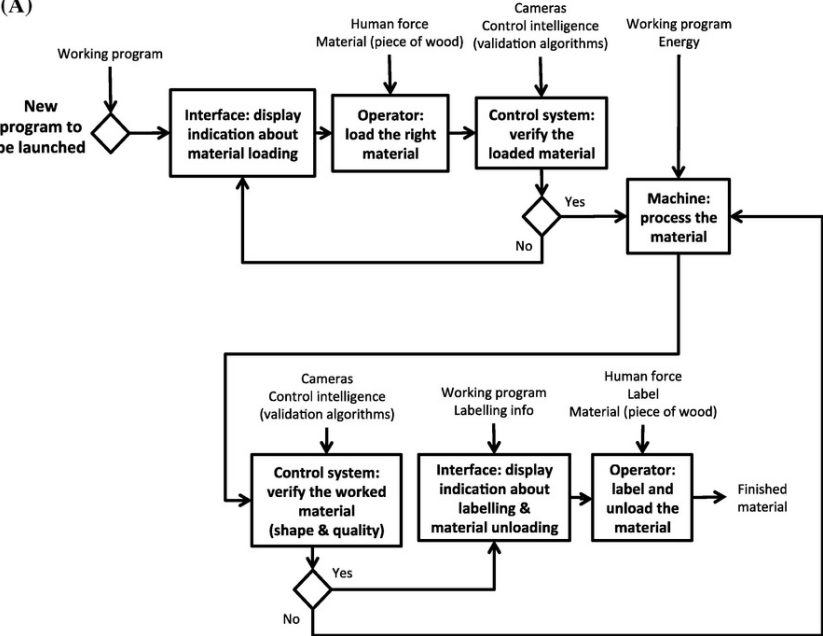 (A)
Working program
New
program to
be launched
Interface: display
indication about
material loading
Human force
Material (piece of wood)
Operator:
load the right
material
Cameras
Control intelligence
(validation algorithms)
Control system:
verify the
loaded material
Yes
No
Working program
Energy
Machine:
process the
material
Cameras
Control intelligence
(validation algorithms)
Control system:
verify the worked
material
(shape & quality)
Yes
No
Working program
Labelling info
Interface: display
indication about
labelling &
material unloading
Human force
Label
Material (piece of wood)
Operator:
label and
unload the
material
Finished
material